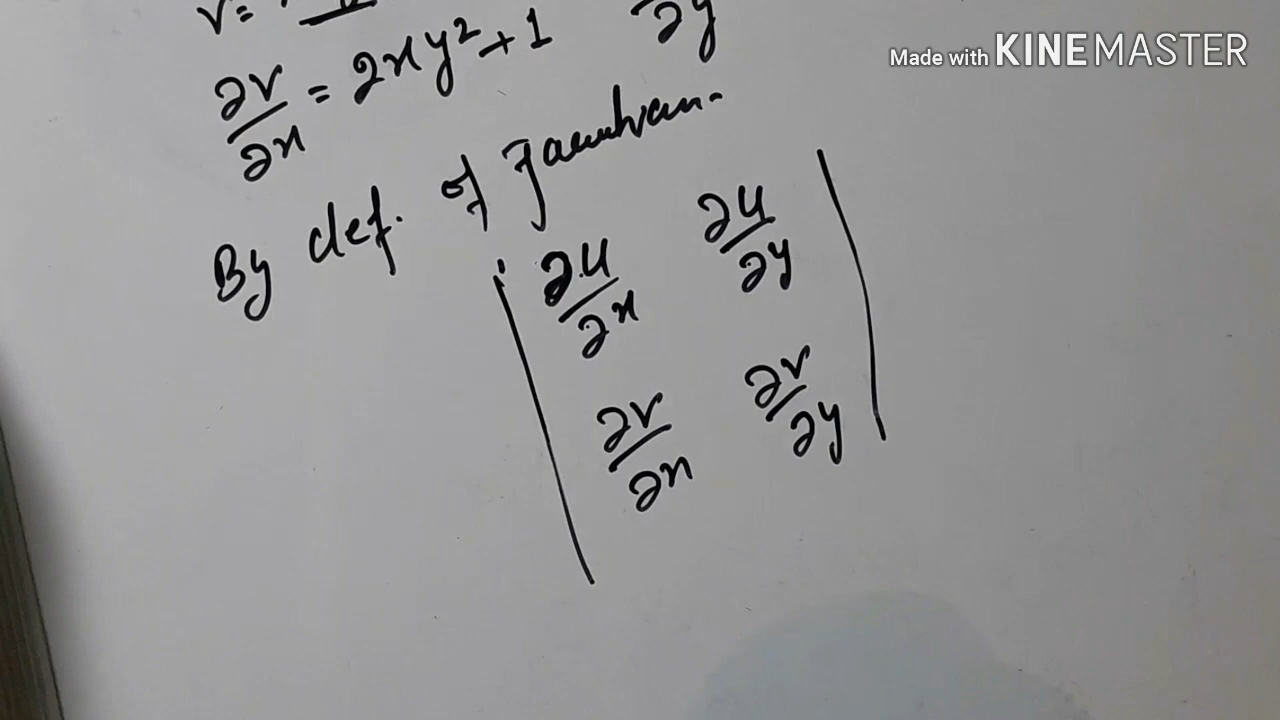 Made with KINEMASTER
v=
∂v/∂x = 2xy²+1 ∂y
By def. of Jacobian.
| ∂u/∂x ∂u/∂y |
| ∂v/∂x ∂v/∂y |